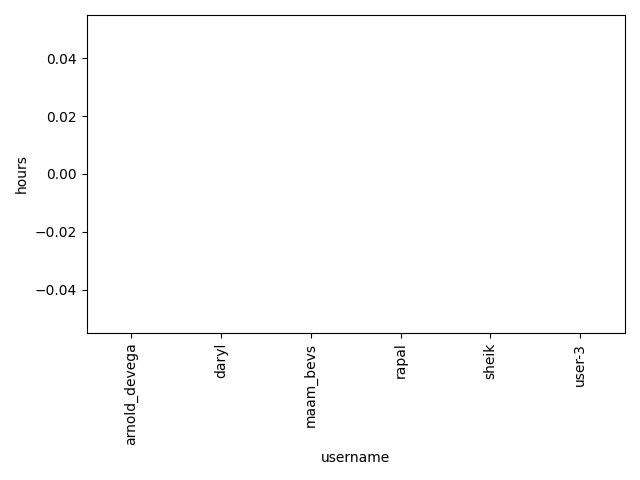 0.04
0.02
0.00
−0.02
−0.04
hours
arnold_devega
daryl
maam_bevs
rapal
sheik
user-3
username